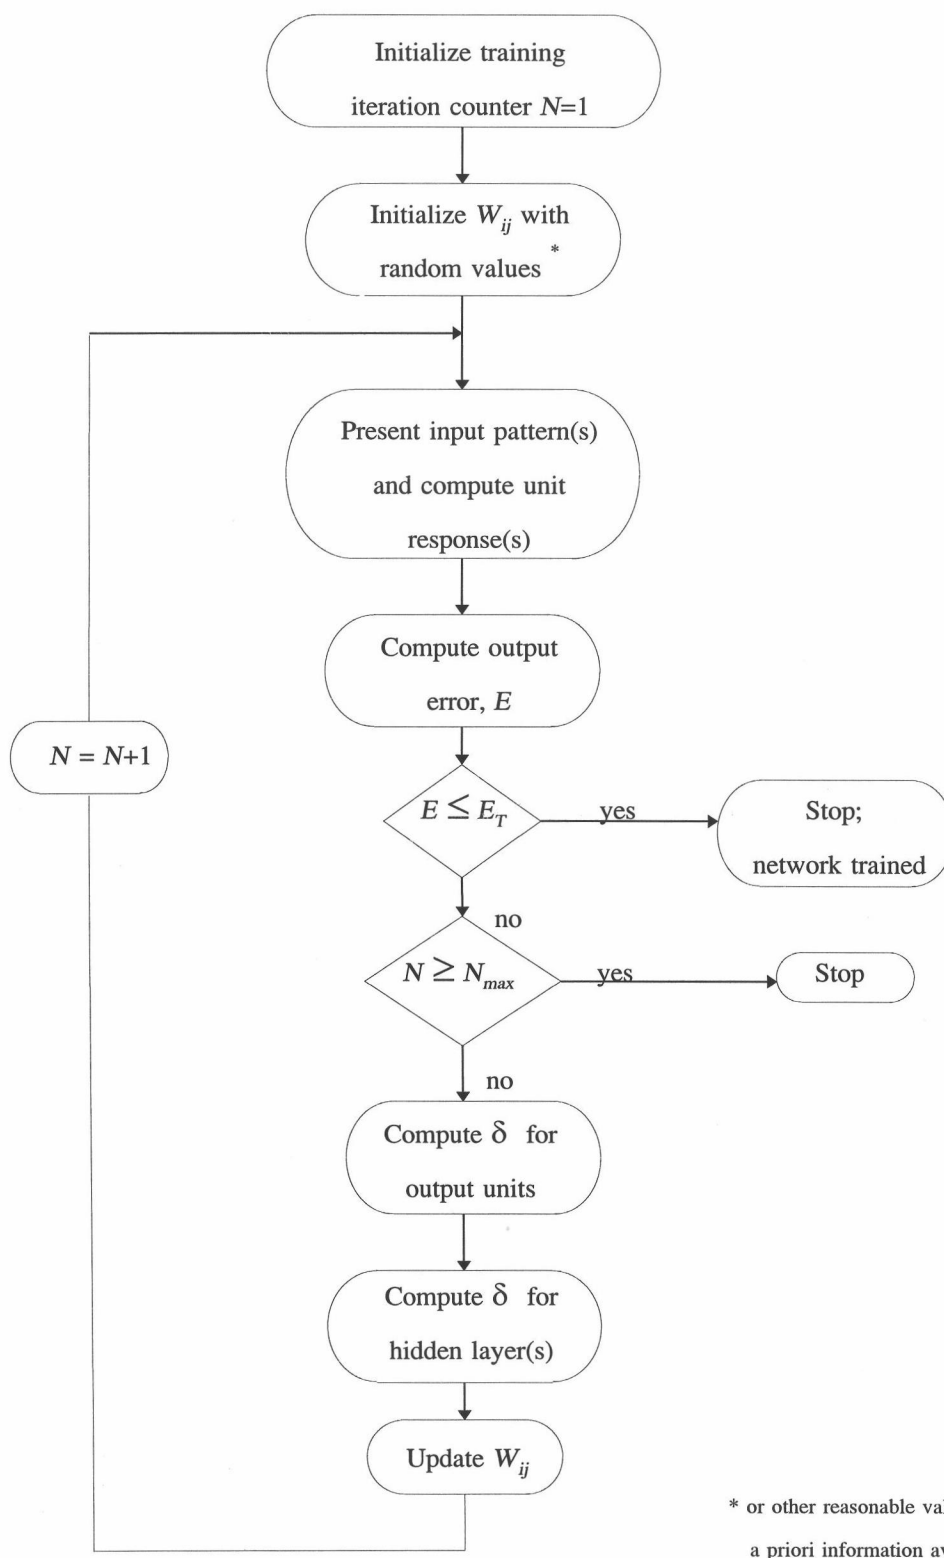 Initialize training
iteration counter N=1
Initialize W_ij with
random values *
Present input pattern(s)
and compute unit
response(s)
Compute output
error, E
N = N+1
E ≤ E_T
yes
Stop;
network trained
no
N ≥ N_max
yes
Stop
no
Compute δ for
output units
Compute δ for
hidden layer(s)
Update W_ij
* or other reasonable
a priori information